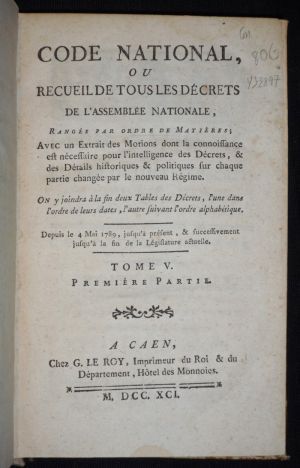 CODE NATIONAL,
OU
RECUEIL DE TOUS LES DÉCRETS
DE L'ASSEMBLÉE NATIONALE,
RANGÉE PAR ORDRE DE MATIÈRES;
AVEC un Extrait des Motions dont la connoissance
est nécessaire pour l'intelligence des Décrets, &
des Détails historiques & politiques sur chaque
partie changée par le nouveau Régime.
ON y joindra à la fin deux Tables des Décrets, l'une dans
l'ordre de leurs dates, l'autre suivant l'ordre alphabétique.
Depuis le 4 Mai 1789, jusqu'à présent, & successivement
jusqu'à la fin de la Législature actuelle.
TOME V.
PREMIÈRE PARTIE.
A CAEN,
Chez G. LE ROY, Imprimeur du Roi & du
Département, Hôtel des Monnoies.
M. DCC. XCI.